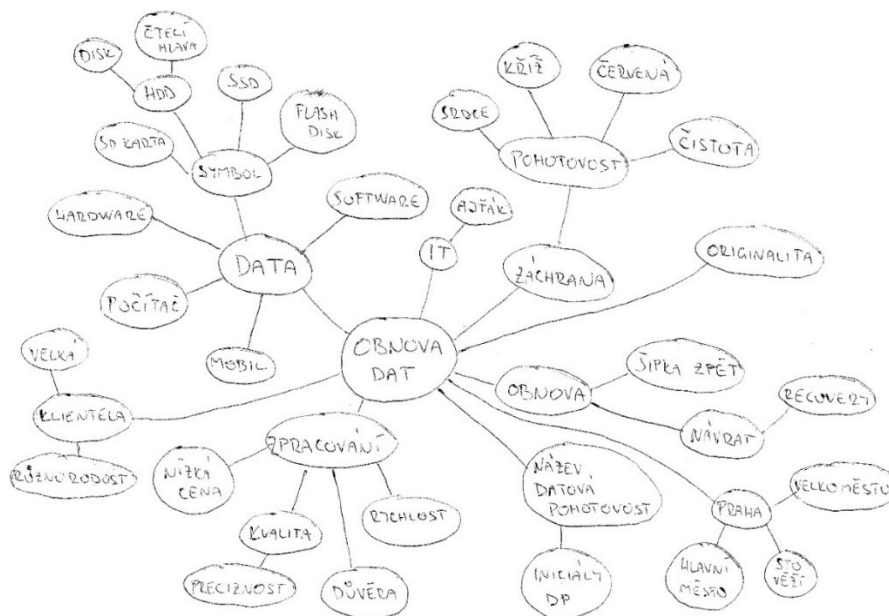 ČTECÍ
HLAVA
DISK
HDD
SSD
FLASH
DISK
SD KARTA
SYMBOL
HARDWARE
SOFTWARE
DATA
POČÍTAČ
MOBIL
AJŤÁK
IT
KŘÍŽ
ČERVENÁ
SRDCE
ČISTOTA
POHOTOVOST
ZÁCHRANA
ORIGINALITA
OBNOVA
DAT
VELKÁ
KLIENTELA
RŮZNORODOST
ZPRACOVÁNÍ
NÍZKÁ
CENA
KVALITA
PRECIZNOST
DŮVĚRA
RYCHLOST
OBNOVA
ŠIPKA ZPĚT
NÁVRAT
RECOVERY
NÁZEV
DATOVÁ
POHOTOVOST
INICIÁLY
DP
PRAHA
VELKOMĚSTO
HLAVNÍ
MĚSTO
STO
VĚŽÍ